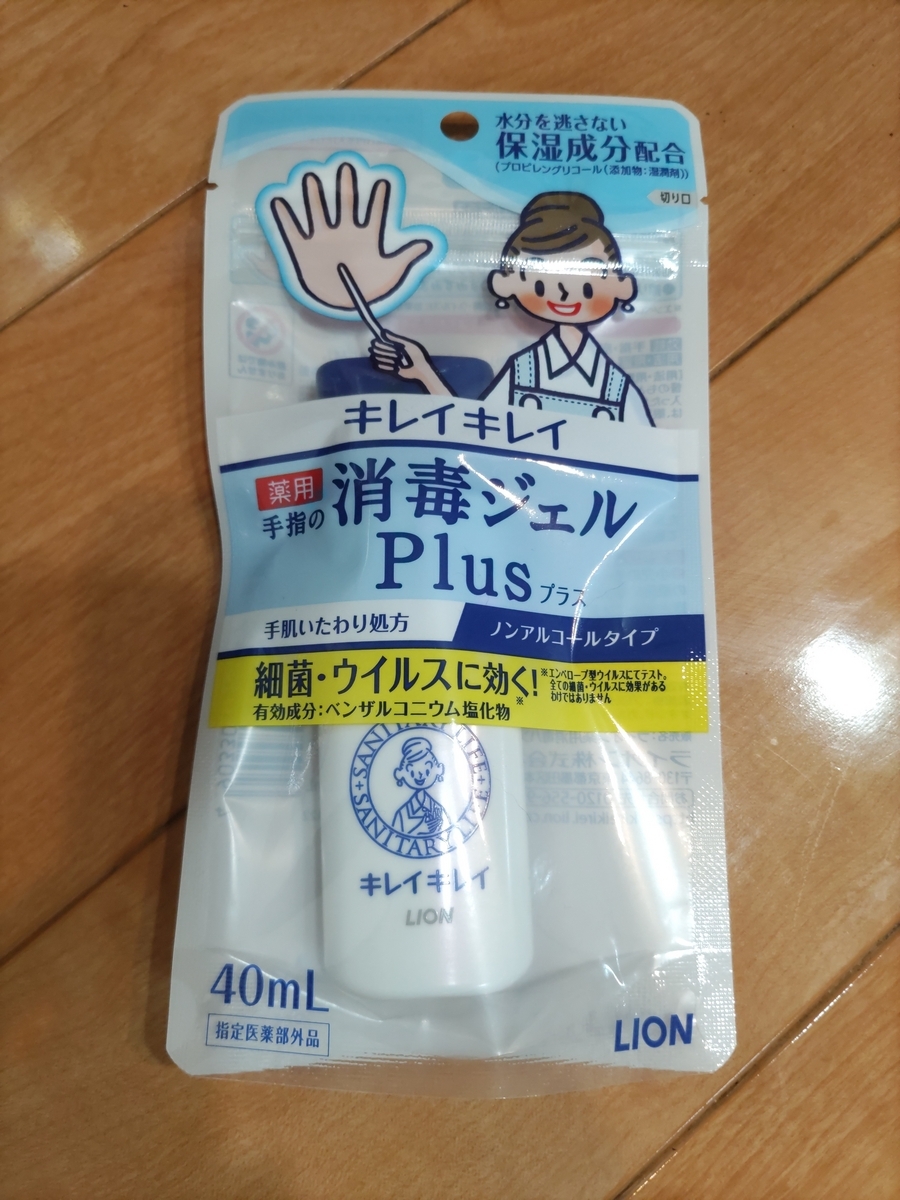 水分を逃さない
保湿成分配合
(プロピレングリコール(添加物:湿潤剤))
切り口
キレイキレイ
薬用
手指の
消毒ジェル
Plus プラス
手肌いたわり処方
ノンアルコールタイプ
細菌・ウイルスに効く!※
※エンベロープ型ウイルスにてテスト。
全ての細菌・ウイルスに効果がある
わけではありません
有効成分:ベンザルコニウム塩化物
SANITARY LIFE
SANITARY LIFE
キレイキレイ
LION
40mL
指定医薬部外品
LION